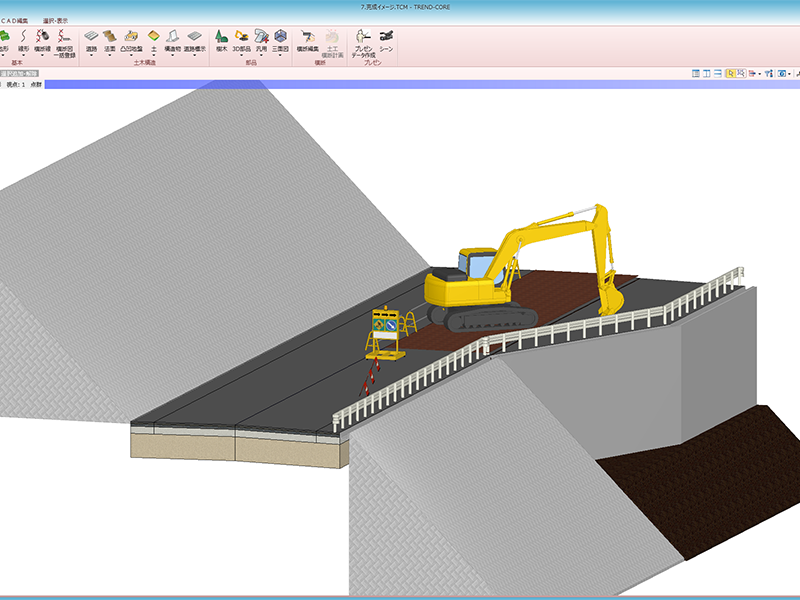 7.完成イメージ.TCM - TREND-CORE
CAD編集 選択・表示
地形 線形 横断線 横断図一括登録 道路 法面 凸凹地盤 土 構造物 道路標示 樹木 3D部品 汎用 三面図 横断編集 土工横断計画 プレゼンデータ作成 シーン
基本 土木構造 部品 横断 プレゼン
選択追加・解除
視点: 1 点群